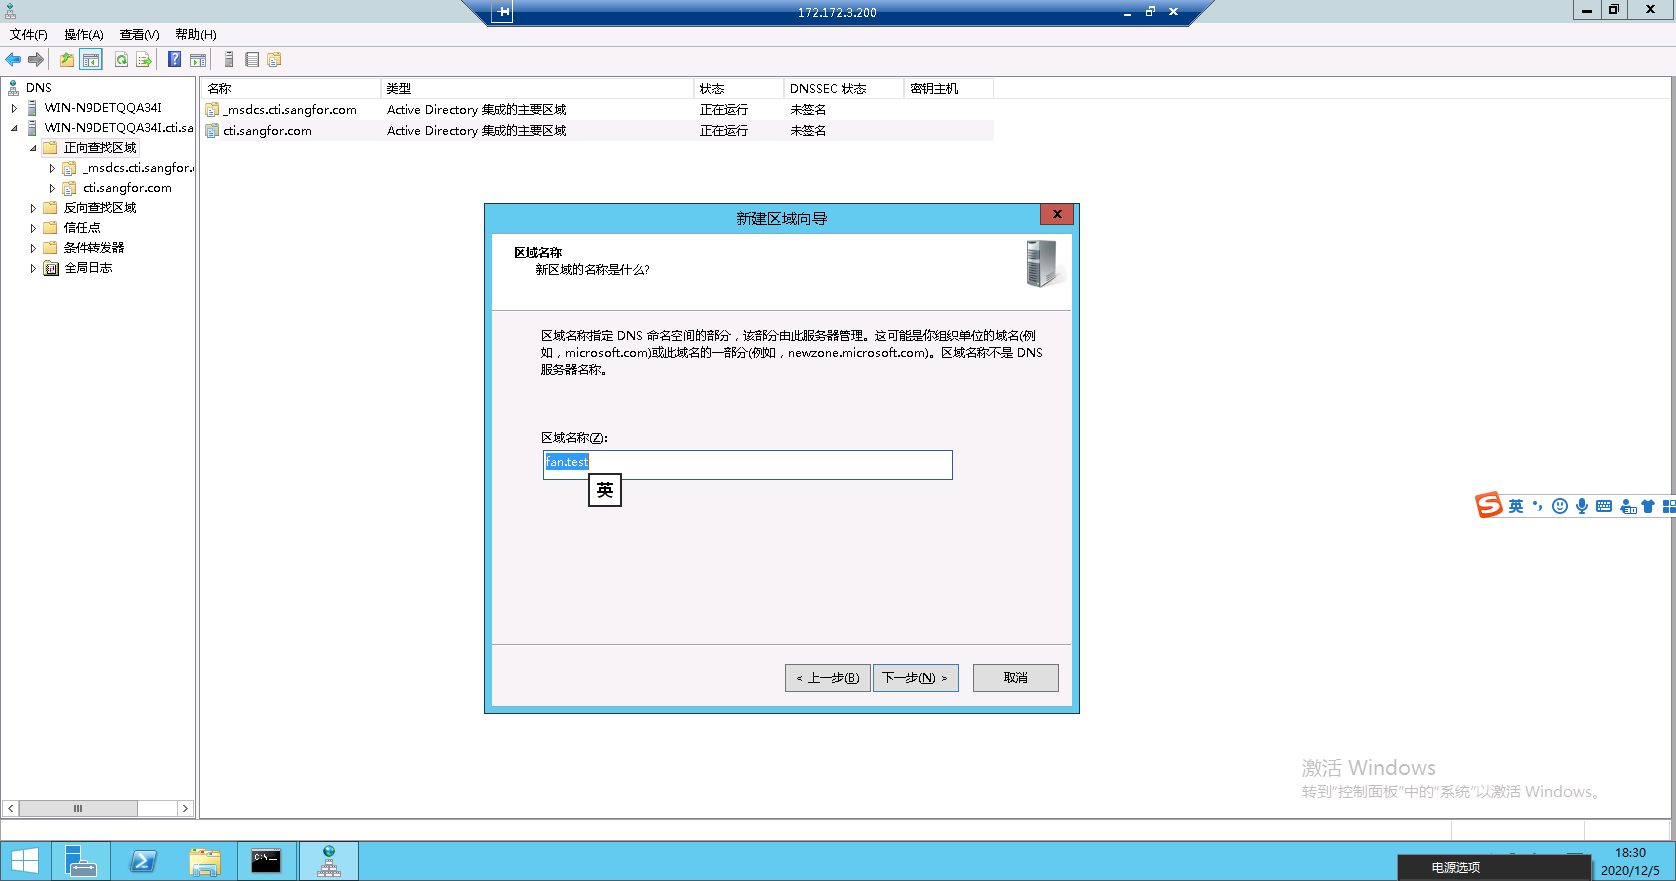 172.172.3.200
文件(F) 操作(A) 查看(V) 帮助(H)
DNS
WIN-N9DETQQA34I
WIN-N9DETQQA34I.cti.sa
正向查找区域
_msdcs.cti.sangfor.
cti.sangfor.com
反向查找区域
信任点
条件转发器
全局日志
名称 类型 状态 DNSSEC 状态 密钥主机
_msdcs.cti.sangfor.com Active Directory 集成的主要区域 正在运行 未签名
cti.sangfor.com Active Directory 集成的主要区域 正在运行 未签名
新建区域向导
区域名称
新区域的名称是什么?
区域名称指定 DNS 命名空间的部分，该部分由此服务器管理。这可能是你组织单位的域名(例
如，microsoft.com)或此域名的一部分(例如，newzone.microsoft.com)。区域名称不是 DNS
服务器名称。
区域名称(Z):
fan.test
英
< 上一步(B) 下一步(N) > 取消
英
激活 Windows
转到"控制面板"中的"系统"以激活 Windows。
C:\
电源选项
18:30
2020/12/5